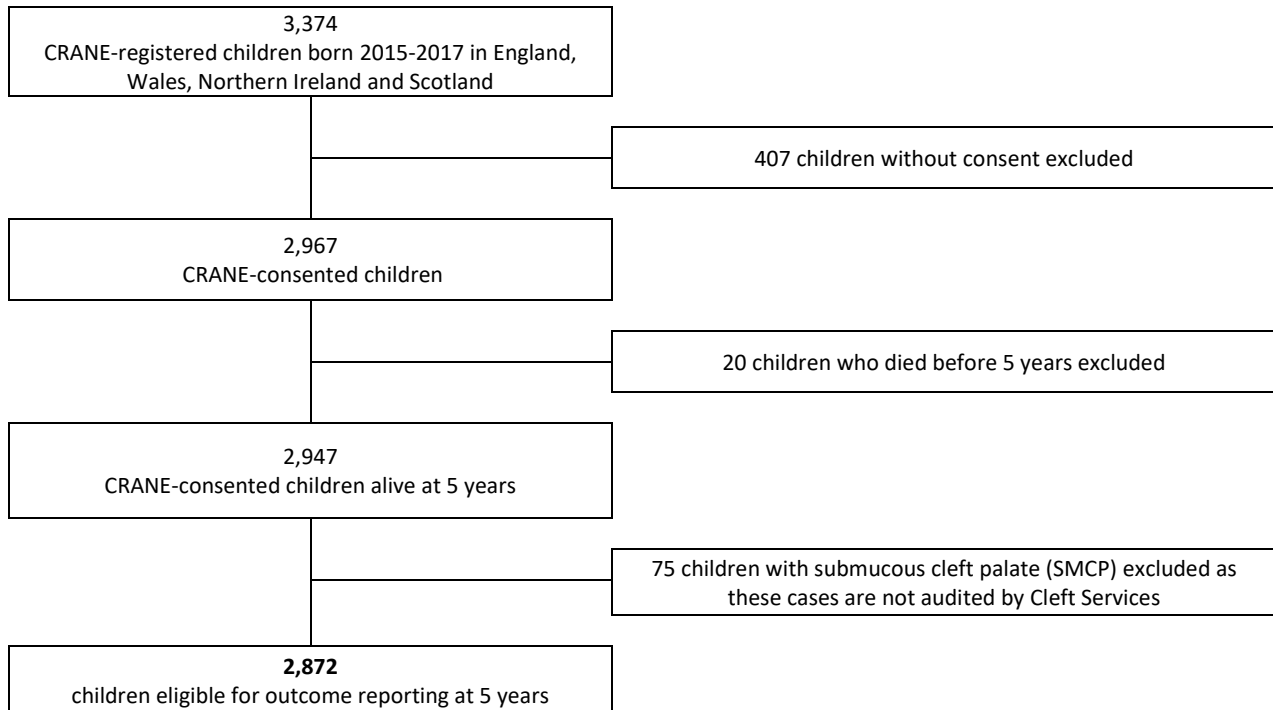 3,374
CRANE-registered children born 2015-2017 in England,
Wales, Northern Ireland and Scotland
407 children without consent excluded
2,967
CRANE-consented children
20 children who died before 5 years excluded
2,947
CRANE-consented children alive at 5 years
75 children with submucous cleft palate (SMCP) excluded as
these cases are not audited by Cleft Services
2,872
children eligible for outcome reporting at 5 years